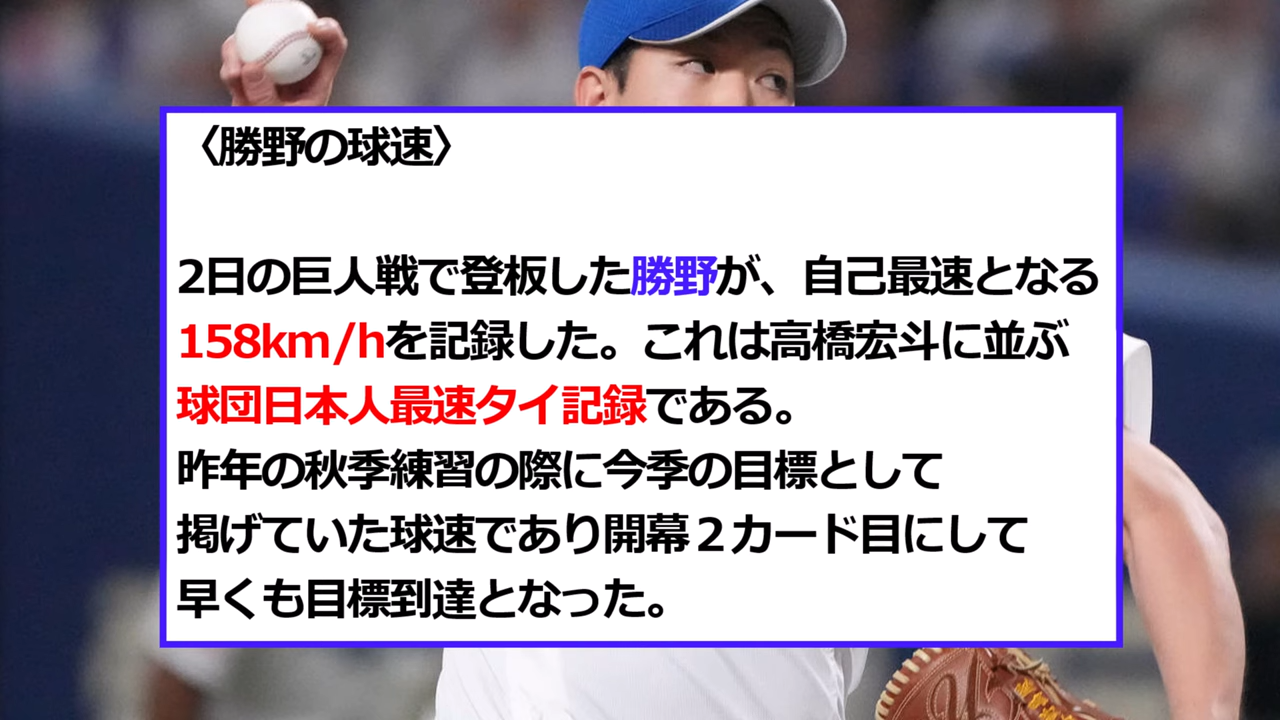 〈勝野の球速〉
2日の巨人戦で登板した勝野が、自己最速となる
158km/hを記録した。これは高橋宏斗に並ぶ
球団日本人最速タイ記録である。
昨年の秋季練習の際に今季の目標として
掲げていた球速であり開幕２カード目にして
早くも目標到達となった。